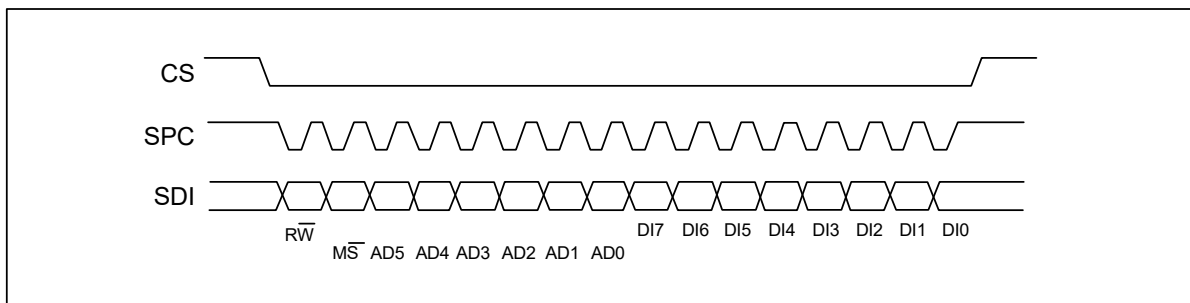 CS
SPC
SDI
RW̅
DI7 DI6 DI5 DI4 DI3 DI2 DI1 DI0
MS̅ AD5 AD4 AD3 AD2 AD1 AD0